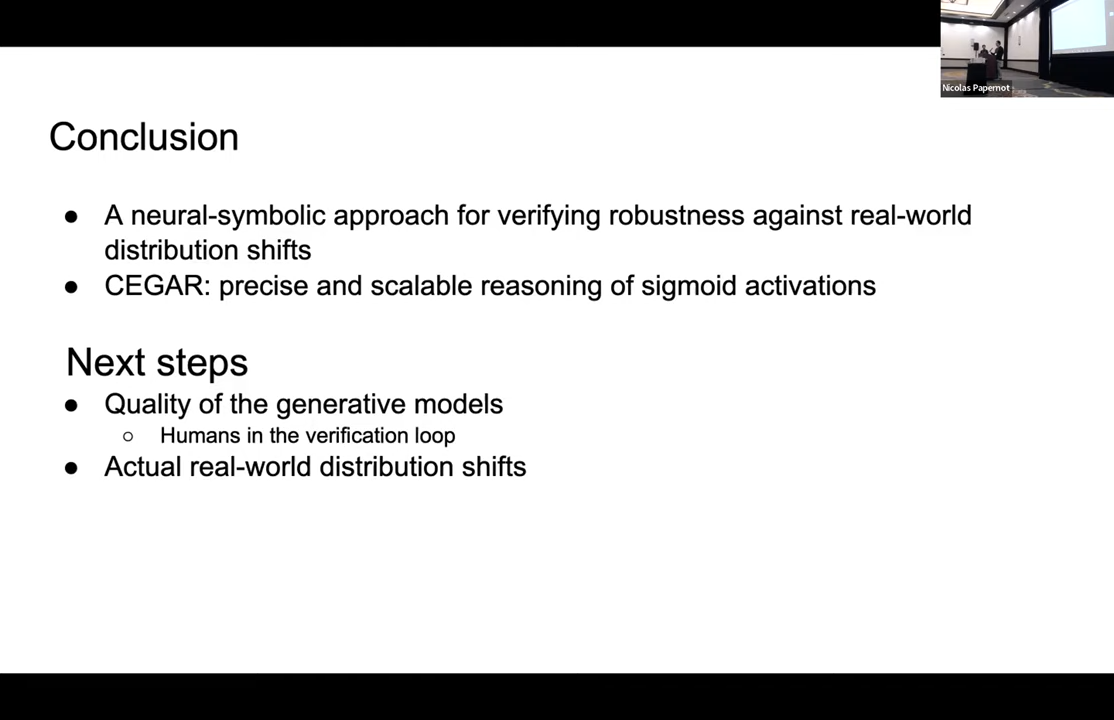 Nicolas Papernot
Conclusion
● A neural-symbolic approach for verifying robustness against real-world
distribution shifts
● CEGAR: precise and scalable reasoning of sigmoid activations
Next steps
● Quality of the generative models
○ Humans in the verification loop
● Actual real-world distribution shifts